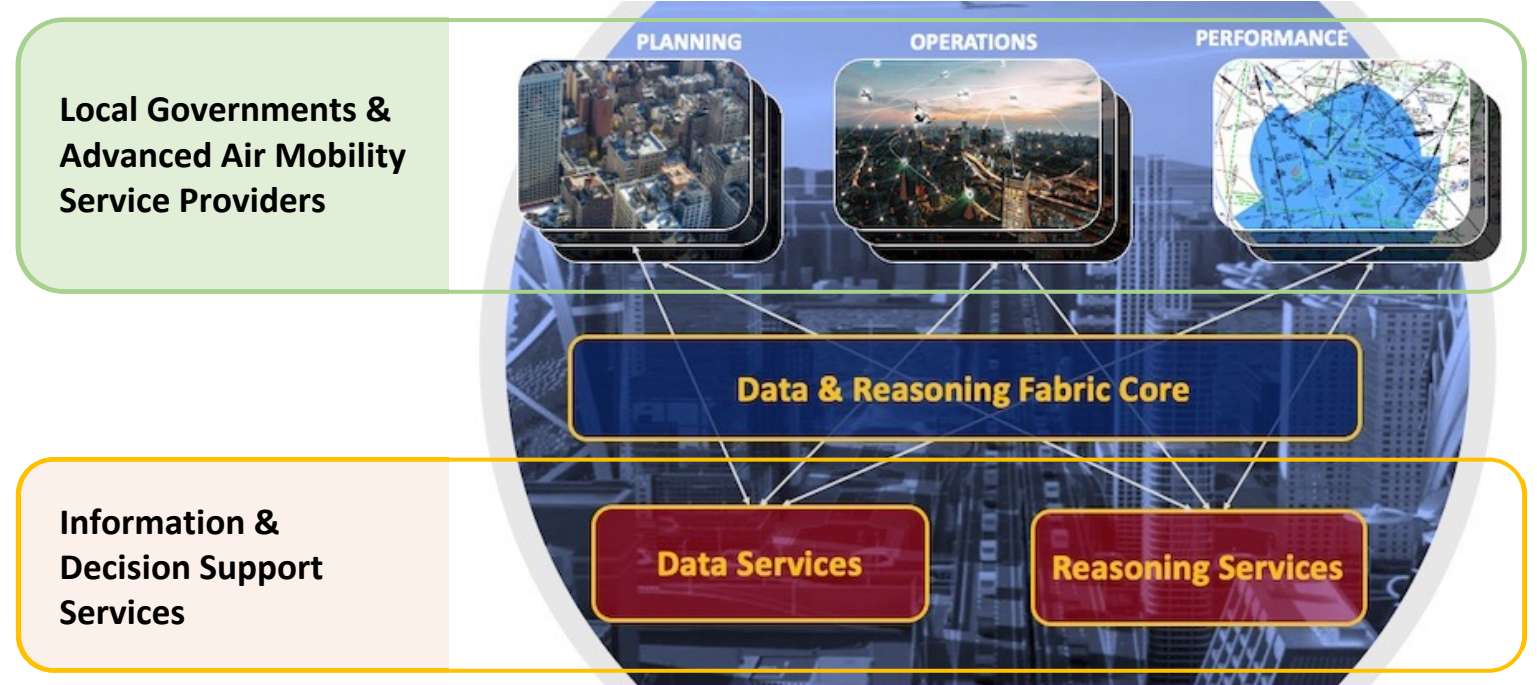 PLANNING
OPERATIONS
PERFORMANCE
Local Governments &
Advanced Air Mobility
Service Providers
Data & Reasoning Fabric Core
Information &
Decision Support
Services
Data Services
Reasoning Services